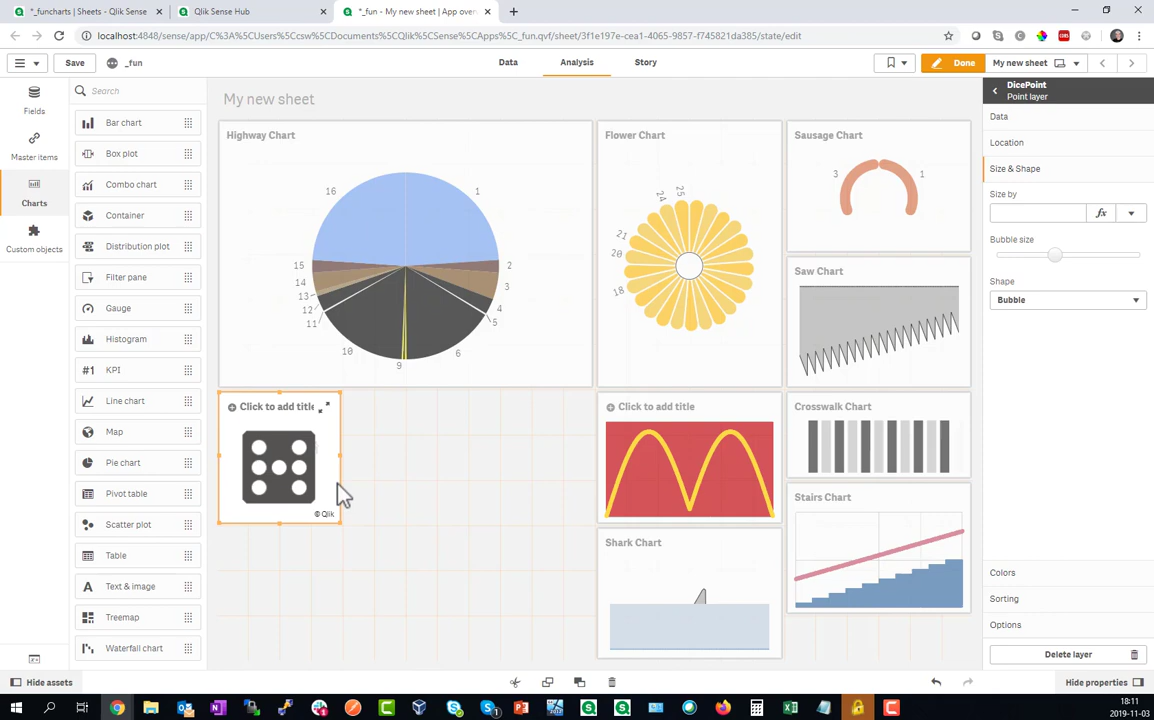 *_funcharts | Sheets - Qlik Sense
Qlik Sense Hub
*_fun - My new sheet | App over
localhost:4848/sense/app/C%3A%5CUsers%5Ccsw%5CDocuments%5CQlik%5CSense%5CApps%5C_fun.qvf/sheet/3f1e197e-cea1-4065-9857-f745821da385/state/edit
Save
_fun
Data
Analysis
Story
Done
My new sheet
Fields
Master items
Charts
Custom objects
Search
Bar chart
Box plot
Combo chart
Container
Distribution plot
Filter pane
Gauge
Histogram
#1 KPI
Line chart
Map
Pie chart
Pivot table
Scatter plot
Table
A Text & image
Treemap
Waterfall chart
My new sheet
Highway Chart
16
1
15
2
14
3
13
4
12
5
11
10
6
9
Flower Chart
24
25
21
20
18
Sausage Chart
3
1
Saw Chart
Click to add title
© Qlik
Click to add title
Crosswalk Chart
Stairs Chart
Shark Chart
DicePoint
Point layer
Data
Location
Size & Shape
Size by
fx
Bubble size
Shape
Bubble
Colors
Sorting
Options
Delete layer
Hide assets
Hide properties
18:11
2019-11-03